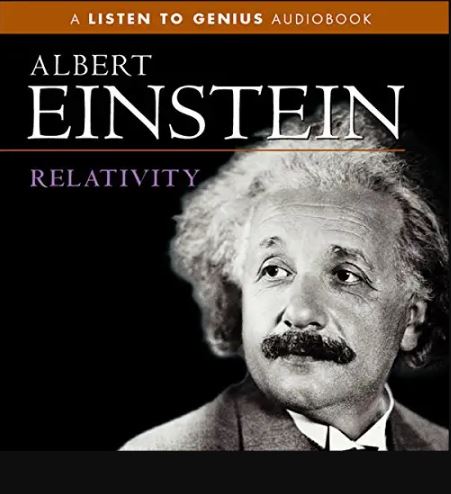 A LISTEN TO GENIUS AUDIOBOOK
ALBERT
EINSTEIN
RELATIVITY